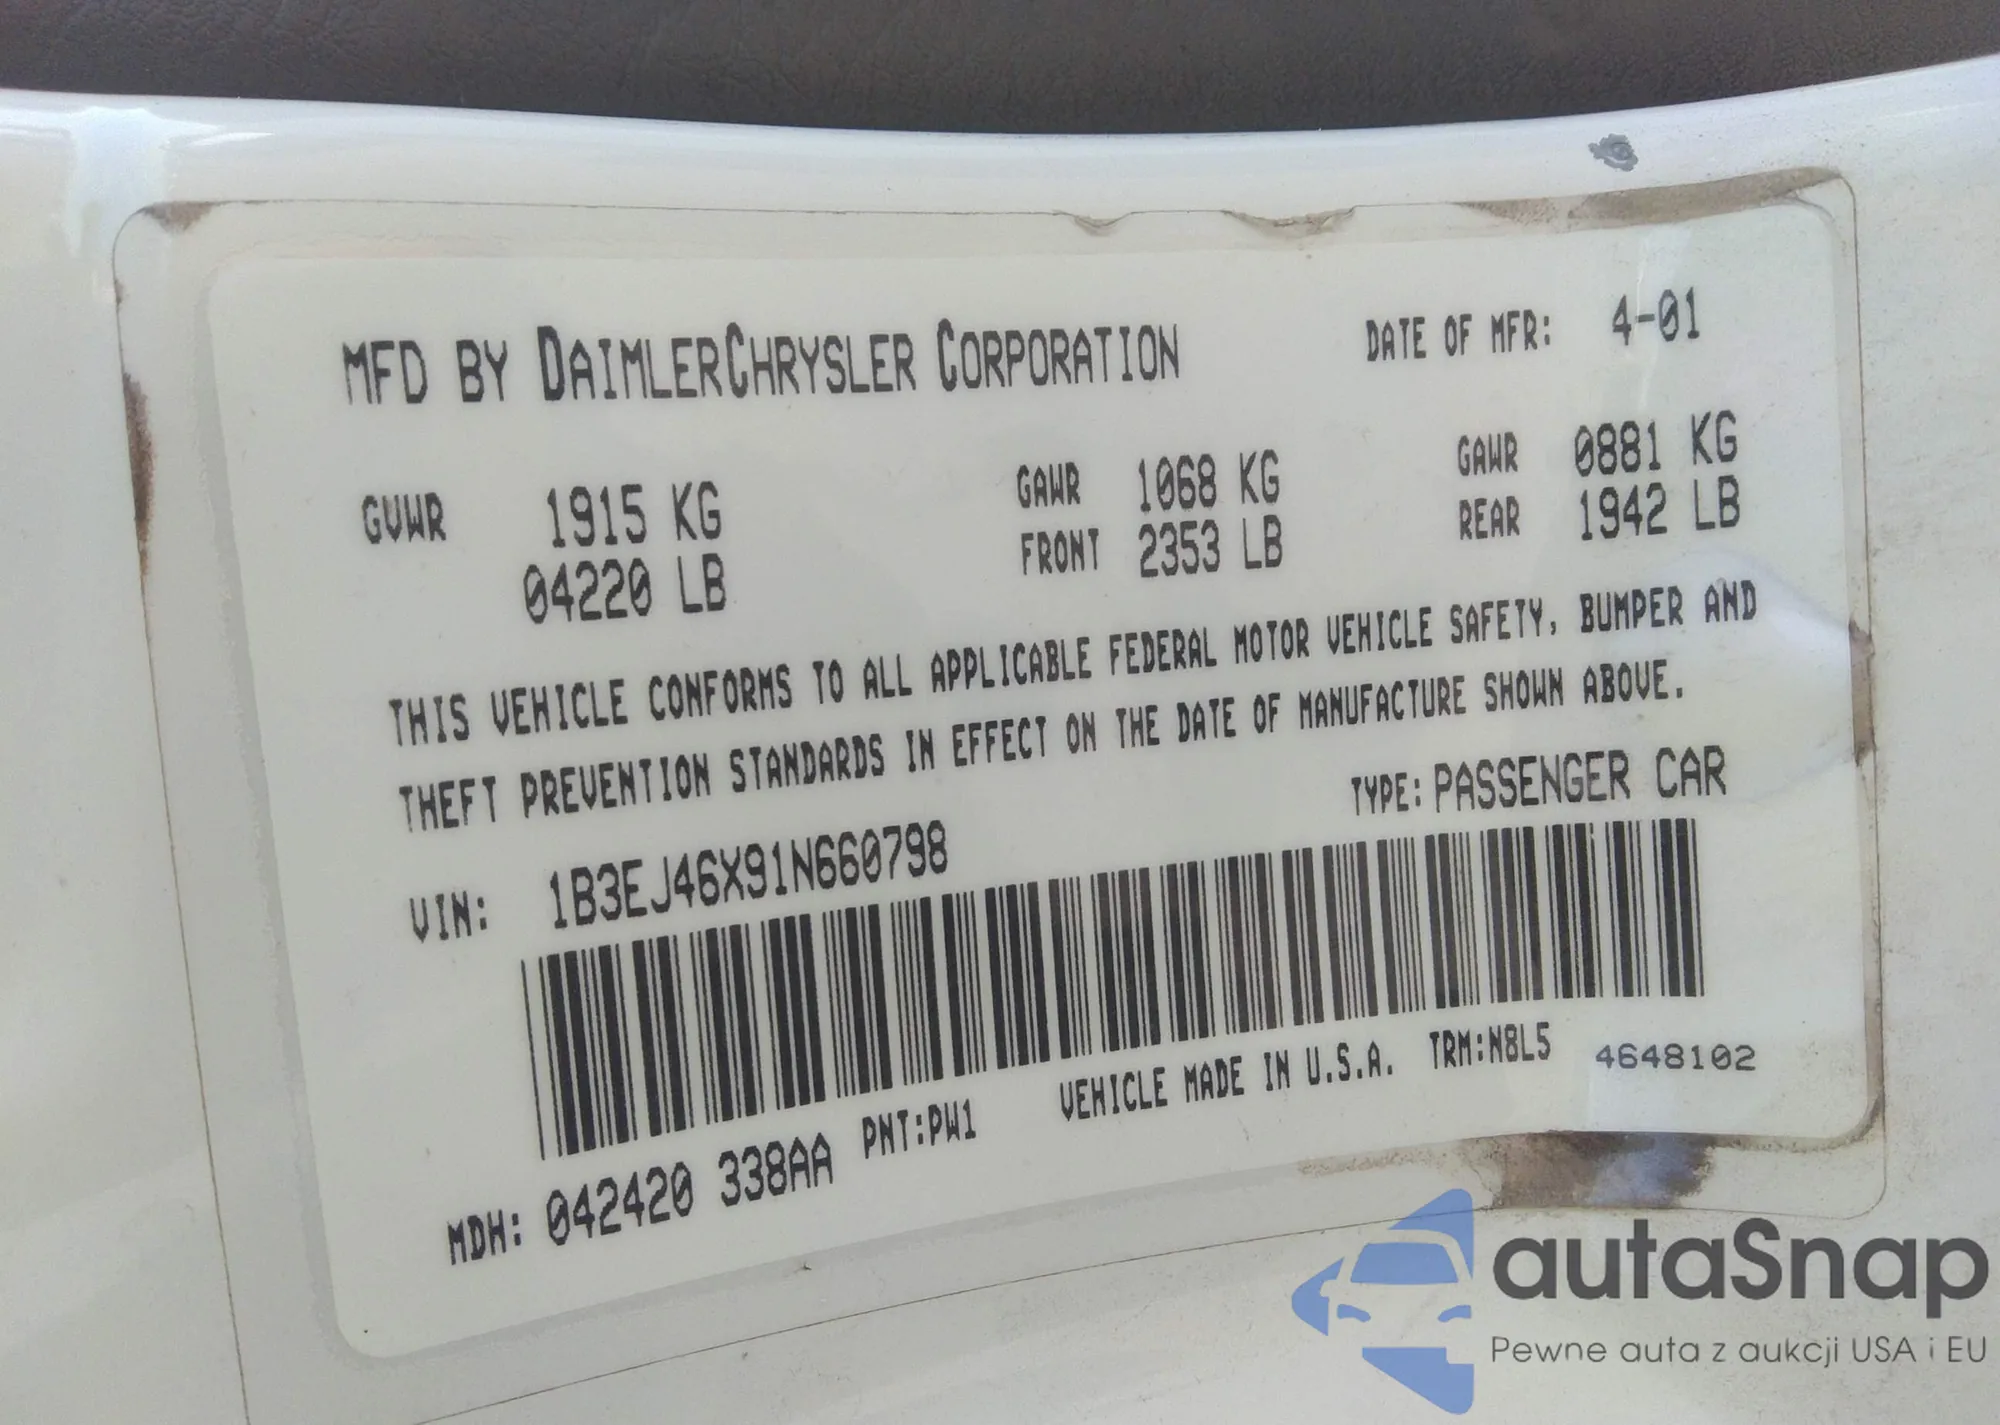 MFD BY DAIMLERCHRYSLER CORPORATION DATE OF MFR: 4-01
GVWR 1915 KG GAWR 1068 KG GAWR 0881 KG
04220 LB FRONT 2353 LB REAR 1942 LB
THIS VEHICLE CONFORMS TO ALL APPLICABLE FEDERAL MOTOR VEHICLE SAFETY, BUMPER AND
THEFT PREVENTION STANDARDS IN EFFECT ON THE DATE OF MANUFACTURE SHOWN ABOVE.
VIN: 1B3EJ46X91N660798 TYPE: PASSENGER CAR
MDH: 042420 338AA PNT:PW1 VEHICLE MADE IN U.S.A. TRM:N8L5 4648102
autaSnap
Pewne auta z aukcji USA i EU